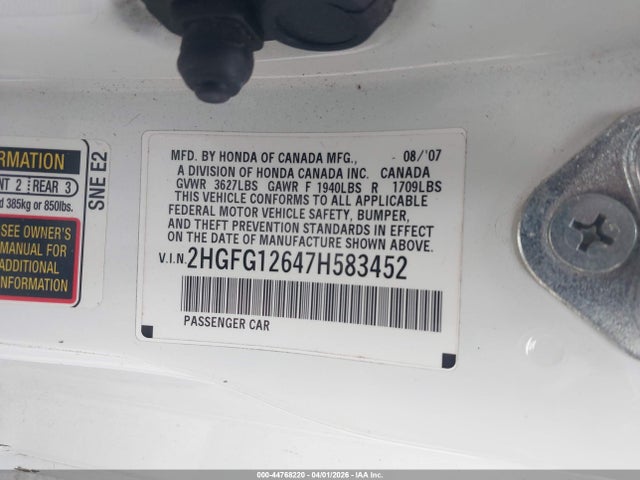 RMATION
NT 2 REAR 3
d 385kg or 850lbs.
SEE OWNER'S
MANUAL FOR
ADDITIONAL
INFORMATION
SNE E2
MFD. BY HONDA OF CANADA MFG., 08/'07
A DIVISION OF HONDA CANADA INC. CANADA
GVWR 3627LBS GAWR F 1940LBS R 1709LBS
THIS VEHICLE CONFORMS TO ALL APPLICABLE
FEDERAL MOTOR VEHICLE SAFETY, BUMPER,
AND THEFT PREVENTION STANDARDS IN EFFECT
ON THE DATE OF MANUFACTURE SHOWN ABOVE.
V.I.N. 2HGFG12647H583452
PASSENGER CAR
000-44768220 - 04/01/2026 - IAA Inc.